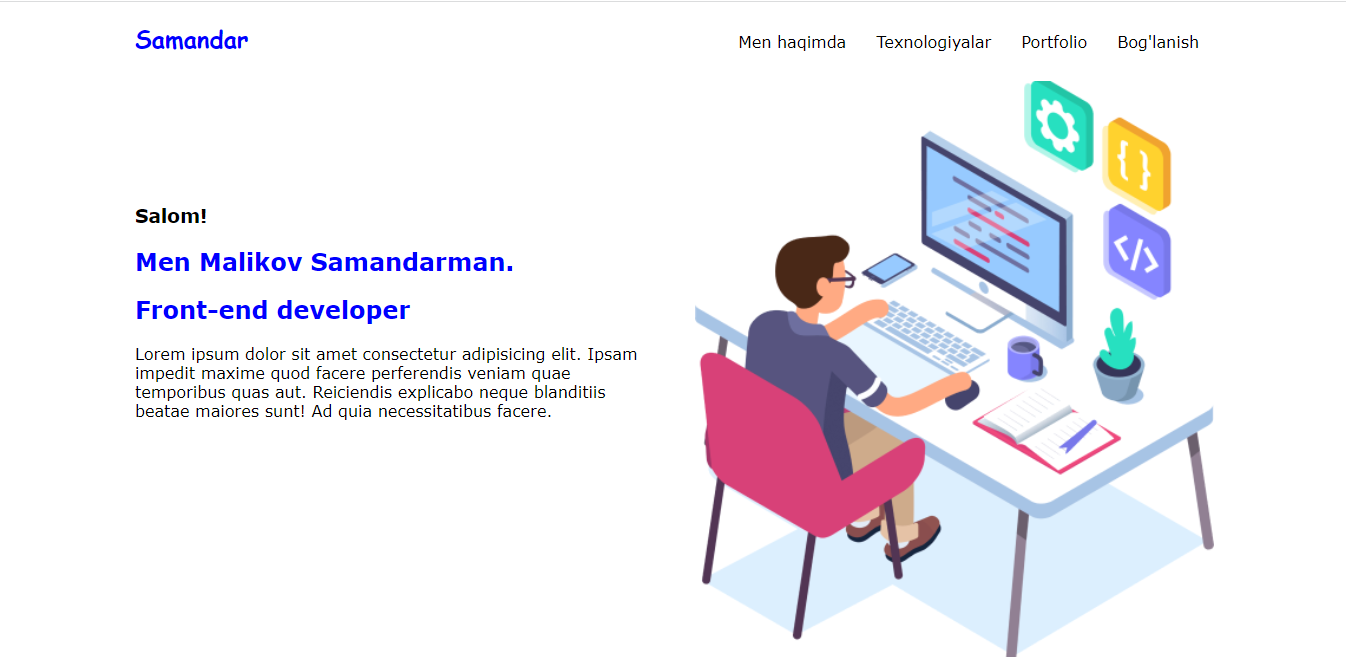 Samandar
Men haqimda Texnologiyalar Portfolio Bog'lanish
Salom!
Men Malikov Samandarman.
Front-end developer
Lorem ipsum dolor sit amet consectetur adipisicing elit. Ipsam
impedit maxime quod facere perferendis veniam quae
temporibus quas aut. Reiciendis explicabo neque blanditiis
beatae maiores sunt! Ad quia necessitatibus facere.